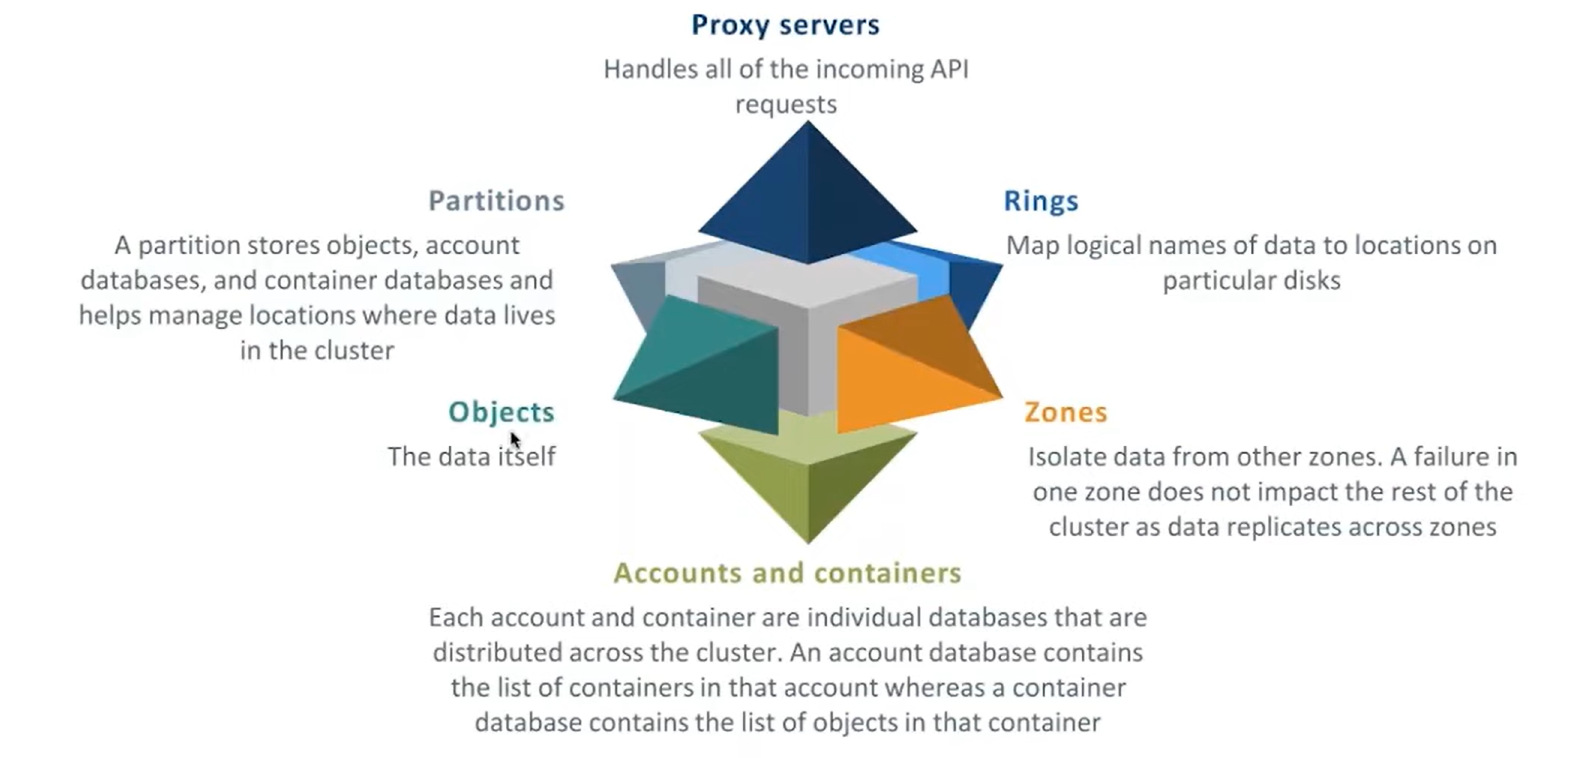 Proxy servers
Handles all of the incoming API
requests
Partitions
A partition stores objects, account
databases, and container databases and
helps manage locations where data lives
in the cluster
Rings
Map logical names of data to locations on
particular disks
Objects
The data itself
Zones
Isolate data from other zones. A failure in
one zone does not impact the rest of the
cluster as data replicates across zones
Accounts and containers
Each account and container are individual databases that are
distributed across the cluster. An account database contains
the list of containers in that account whereas a container
database contains the list of objects in that container